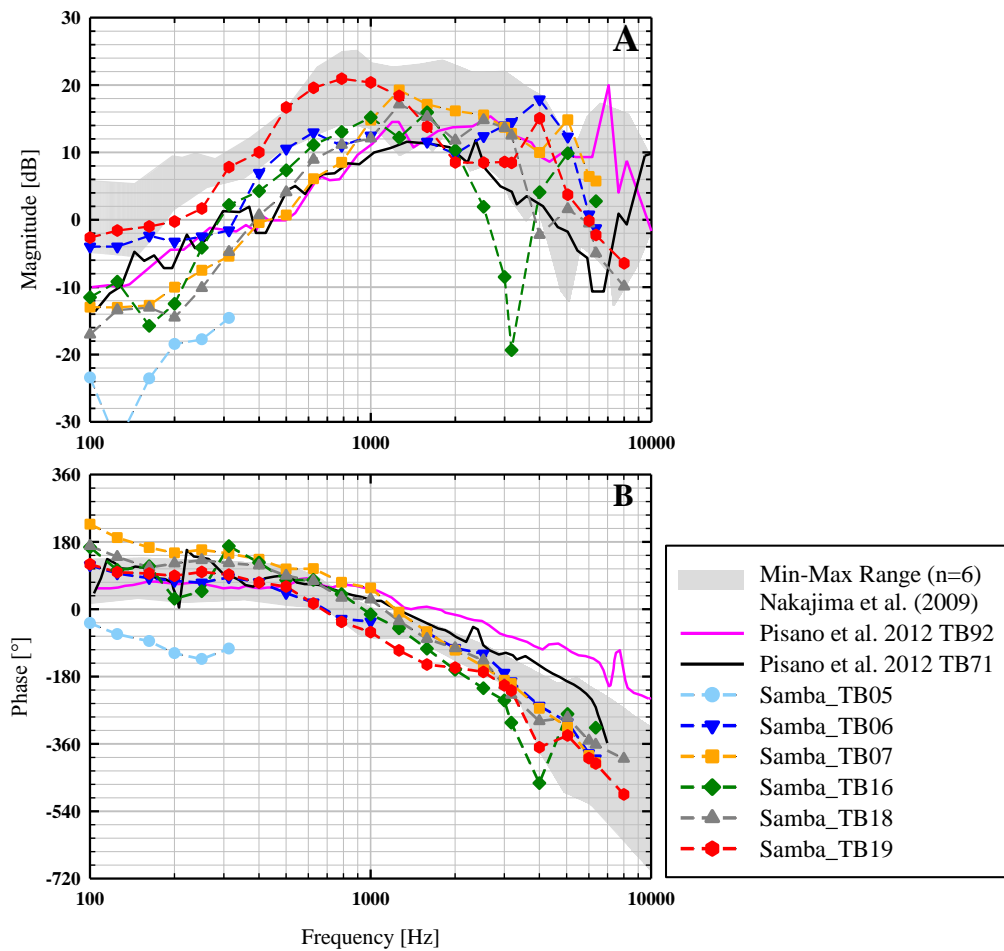 30
20
10
0
-10
-20
-30
Magnitude [dB]
A
100
1000
10000
360
180
0
-180
-360
-540
-720
Phase [°]
B
100
1000
10000
Frequency [Hz]
Min-Max Range (n=6)
Nakajima et al. (2009)
Pisano et al. 2012 TB92
Pisano et al. 2012 TB71
Samba_TB05
Samba_TB06
Samba_TB07
Samba_TB16
Samba_TB18
Samba_TB19